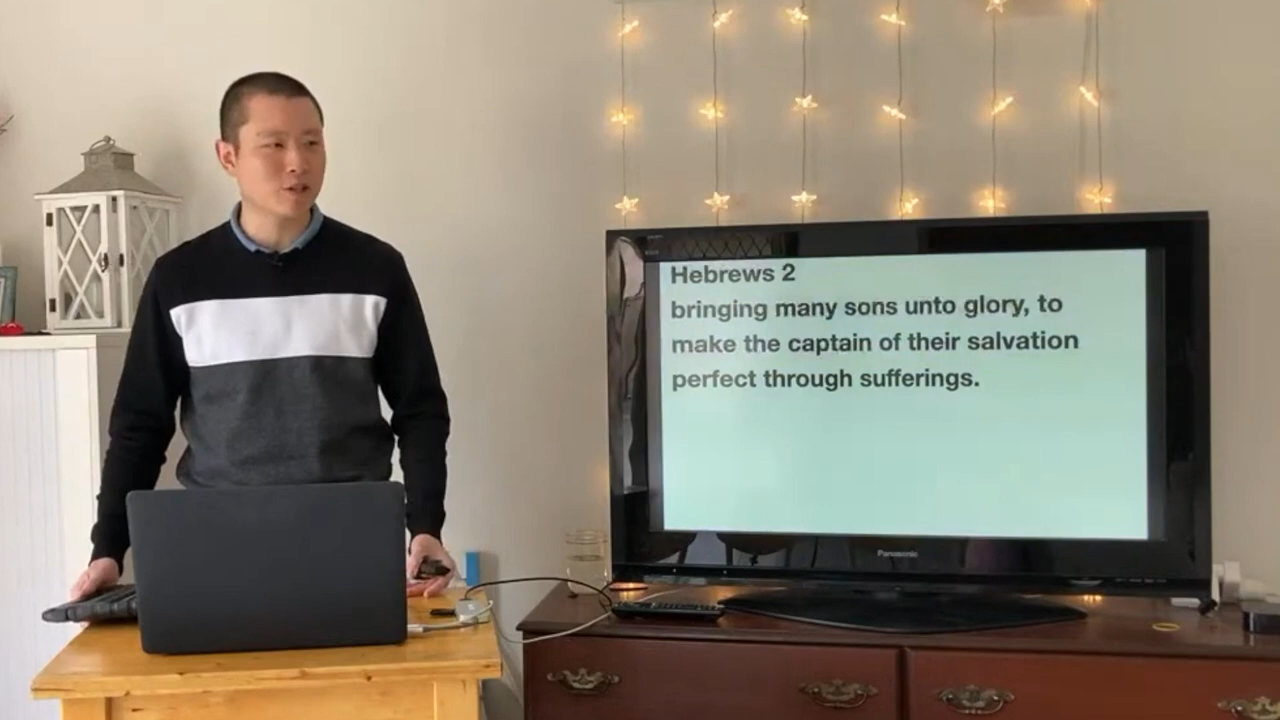 Hebrews 2
bringing many sons unto glory, to
make the captain of their salvation
perfect through sufferings.
Panasonic